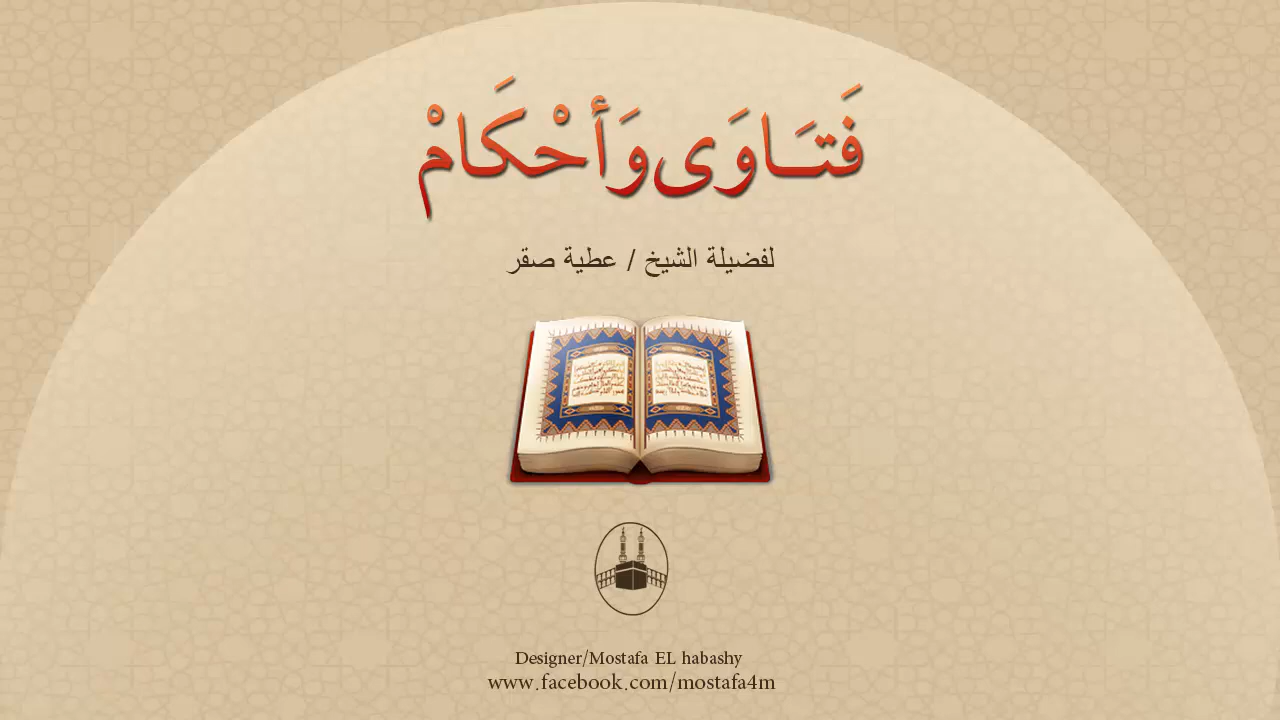 فَتَاوَى وَأَحْكَامْ
لفضيلة الشيخ / عطية صقر
Designer/Mostafa EL habashy
www.facebook.com/mostafa4m